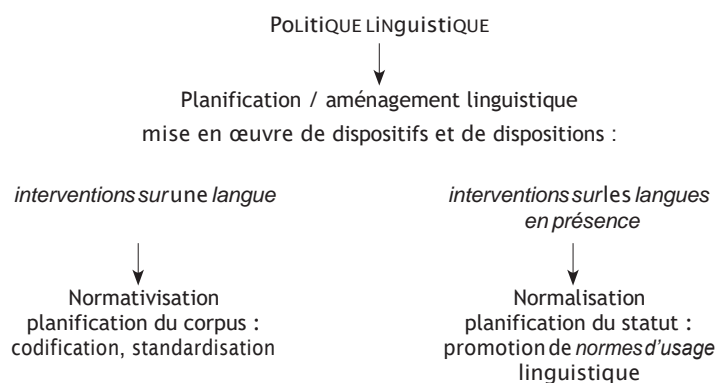 PoLitiQUE LiNguistiQUE
Planification / aménagement linguistique
mise en œuvre de dispositifs et de dispositions :
interventions sur une langue
interventions sur les langues
en présence
Normativisation
planification du corpus :
codification, standardisation
Normalisation
planification du statut :
promotion de normes d'usage
linguistique